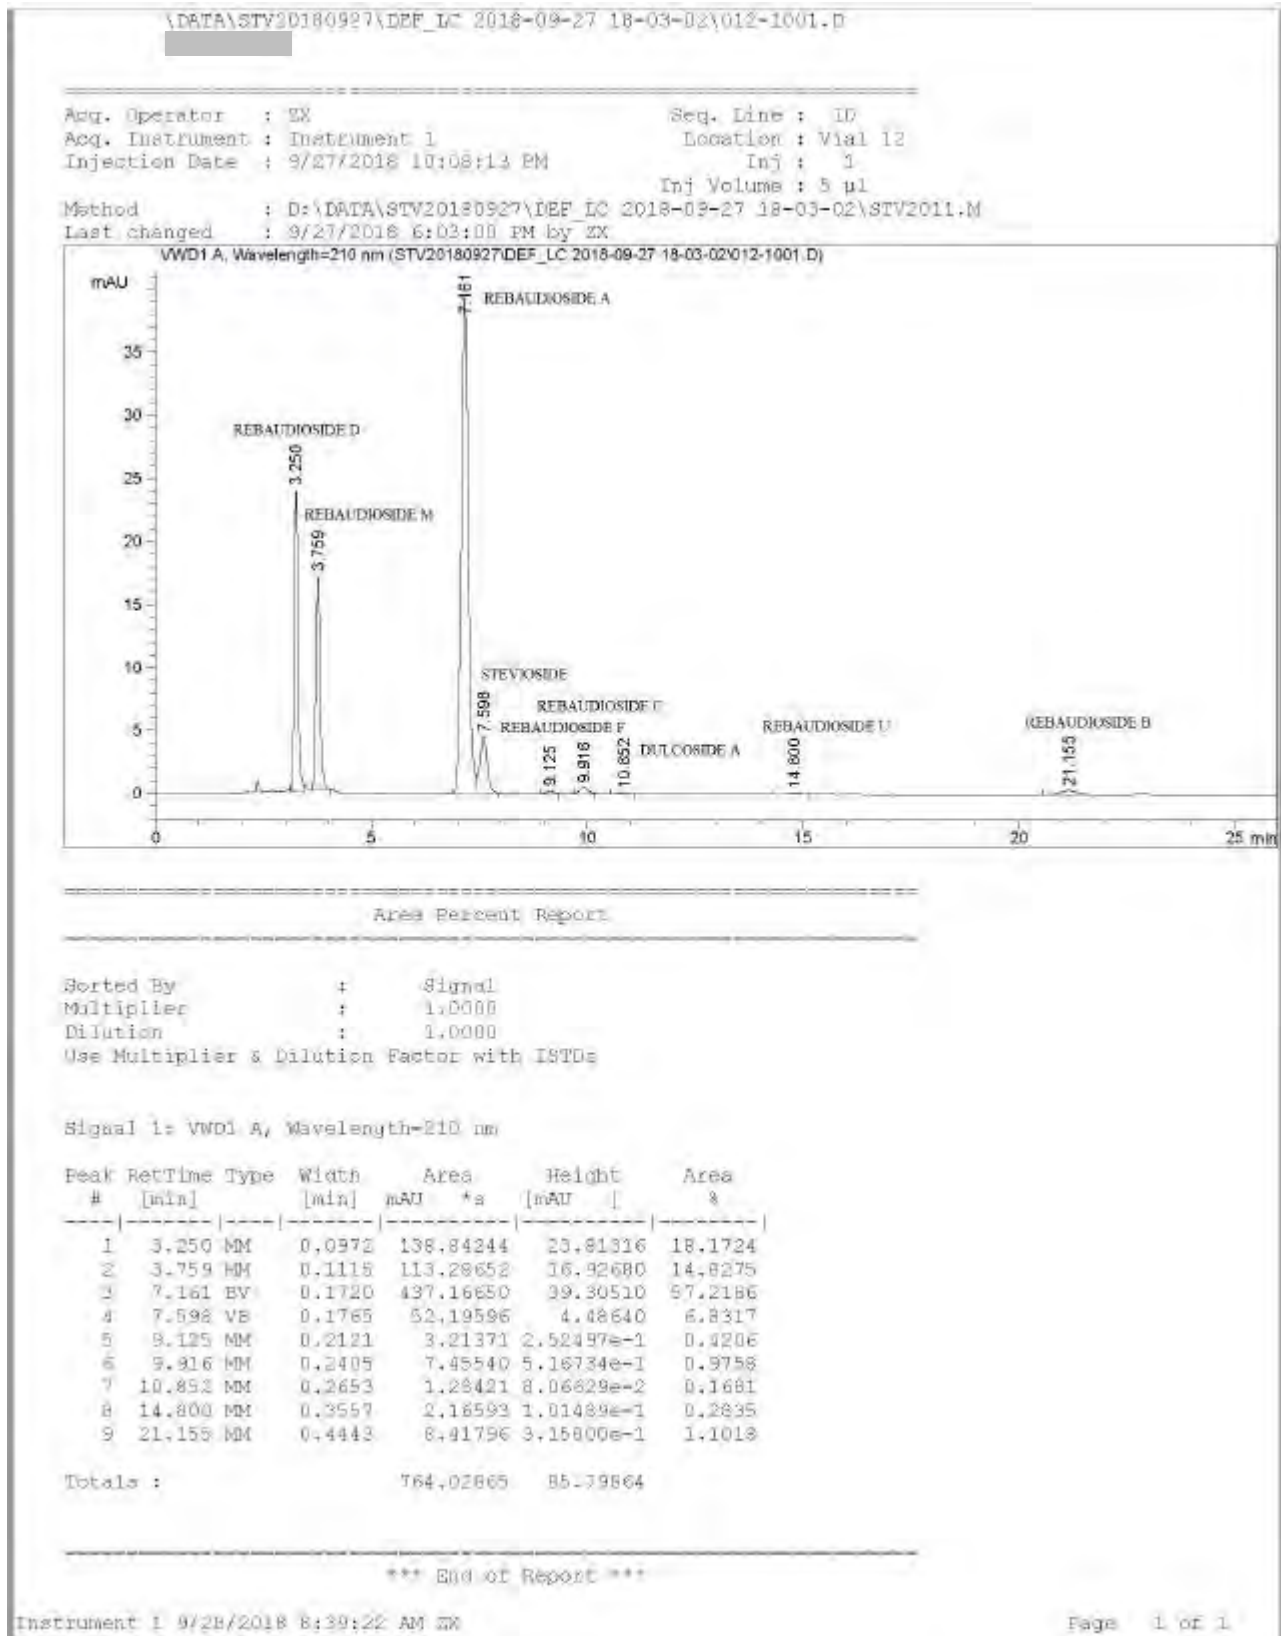 \DATA\STV20180927\DEF_LC 2018-09-27 18-03-02\012-1001.D
Acq. Operator : ZX Seq. Line : 10
Acq. Instrument : Instrument 1 Location : Vial 12
Injection Date : 9/27/2018 10:08:13 PM Inj : 1
Inj Volume : 5 µl
Method : D:\DATA\STV20180927\DEF_LC 2018-09-27 18-03-02\STV2011.M
Last changed : 9/27/2018 6:03:00 PM by ZX
VWD1 A, Wavelength=210 nm (STV20180927\DEF_LC 2018-09-27 18-03-02\012-1001.D)
mAU
7.161
REBAUDIOSIDE A
35
30
REBAUDIOSIDE D
3.250
25
REBAUDIOSIDE M
3.759
20
15
10
STEVIOSIDE
7.598
REBAUDIOSIDE C
REBAUDIOSIDE F
REBAUDIOSIDE U
REBAUDIOSIDE B
5
9.125
9.916
10.852
DULCOSIDE A
14.800
21.155
0
0 5 10 15 20 25 min
Area Percent Report
Sorted By : Signal
Multiplier : 1.0000
Dilution : 1.0000
Use Multiplier & Dilution Factor with ISTDs
Signal 1: VWD1 A, Wavelength=210 nm
Peak RetTime Type Width Area Height Area
# [min] [min] mAU *s [mAU ] %
----|-------|----|-------|----------|----------|--------|
1 3.250 MM 0.0972 138.84244 23.81316 18.1724
2 3.759 MM 0.1115 113.28652 16.92680 14.8275
3 7.161 BV 0.1720 437.16650 39.30510 57.2186
4 7.598 VB 0.1765 52.19596 4.48640 6.8317
5 9.125 MM 0.2121 3.21371 2.52497e-1 0.4206
6 9.916 MM 0.2405 7.45540 5.16734e-1 0.9758
7 10.852 MM 0.2653 1.28421 8.06629e-2 0.1681
8 14.800 MM 0.3557 2.16593 1.01489e-1 0.2835
9 21.155 MM 0.4443 8.41796 3.15800e-1 1.1018
Totals : 764.02865 85.79864
*** End of Report ***
Instrument 1 9/28/2018 8:39:22 AM ZX Page 1 of 1